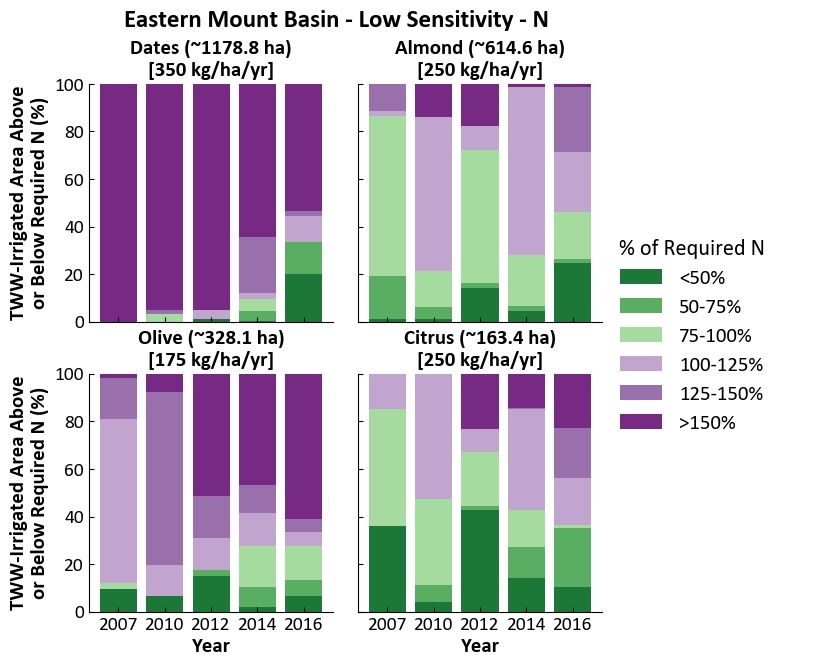 Eastern Mount Basin - Low Sensitivity - N
Dates (~1178.8 ha)
[350 kg/ha/yr]
Almond (~614.6 ha)
[250 kg/ha/yr]
TWW-Irrigated Area Above
or Below Required N (%)
100
80
60
40
20
0
% of Required N
<50%
50-75%
75-100%
100-125%
125-150%
>150%
Olive (~328.1 ha)
[175 kg/ha/yr]
Citrus (~163.4 ha)
[250 kg/ha/yr]
TWW-Irrigated Area Above
or Below Required N (%)
100
80
60
40
20
0
2007 2010 2012 2014 2016
2007 2010 2012 2014 2016
Year
Year